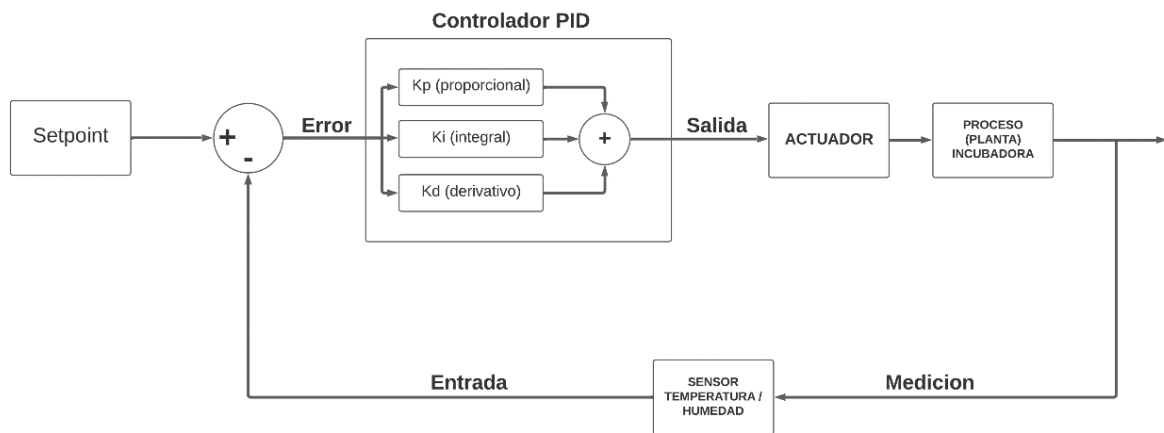 Controlador PID
Setpoint
+
-
Error
Kp (proporcional)
Ki (integral)
Kd (derivativo)
+
Salida
ACTUADOR
PROCESO
(PLANTA)
INCUBADORA
Entrada
SENSOR
TEMPERATURA /
HUMEDAD
Medicion